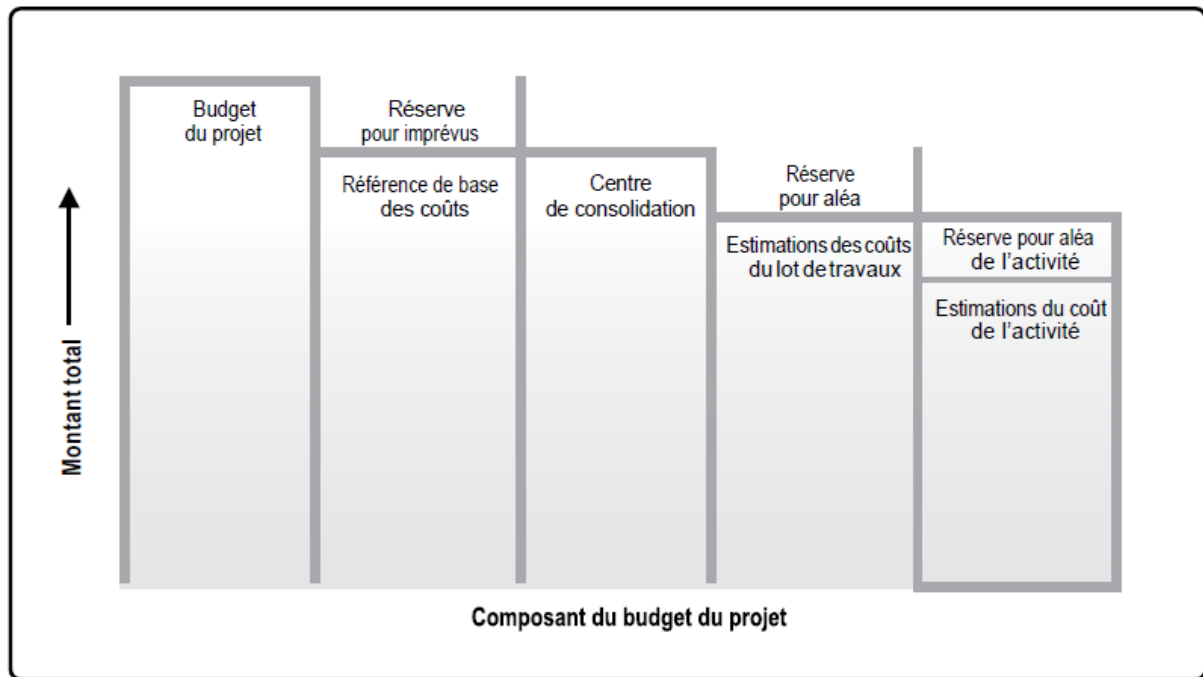 Budget
du projet
Réserve
pour imprévus
Référence de base
des coûts
Centre
de consolidation
Réserve
pour aléa
Estimations des coûts
du lot de travaux
Réserve pour aléa
de l’activité
Estimations du coût
de l’activité
Montant total
Composant du budget du projet